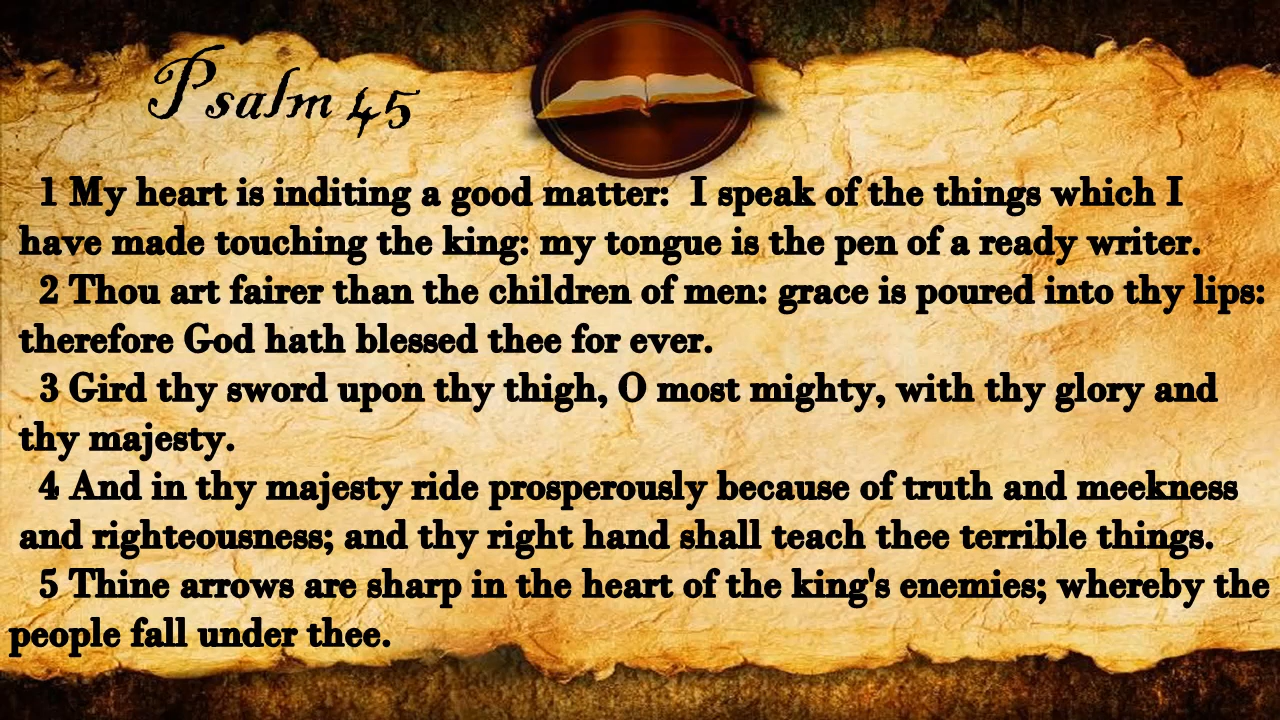 Psalm 45
1 My heart is inditing a good matter:  I speak of the things which I
have made touching the king: my tongue is the pen of a ready writer.
2 Thou art fairer than the children of men: grace is poured into thy lips:
therefore God hath blessed thee for ever.
3 Gird thy sword upon thy thigh, O most mighty, with thy glory and
thy majesty.
4 And in thy majesty ride prosperously because of truth and meekness
and righteousness; and thy right hand shall teach thee terrible things.
5 Thine arrows are sharp in the heart of the king's enemies; whereby the
people fall under thee.